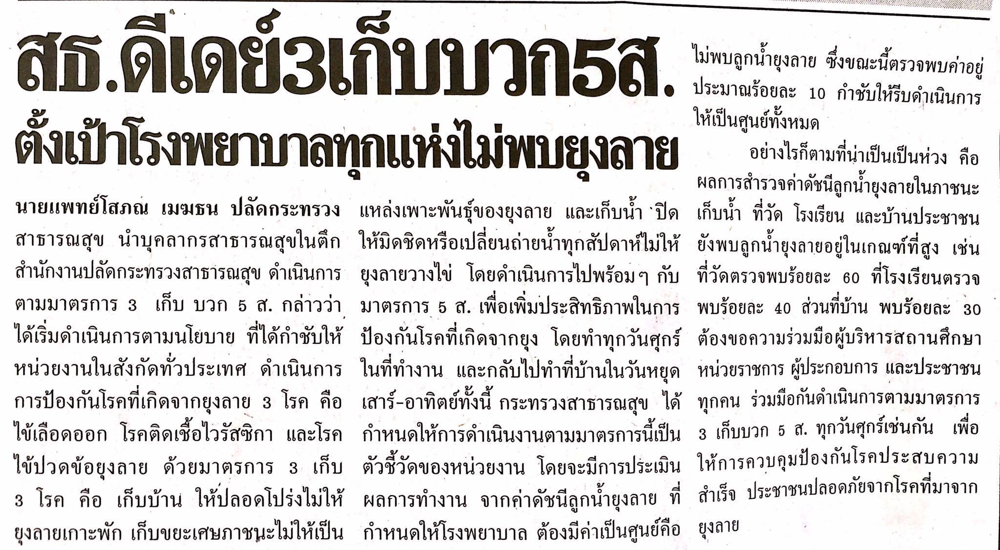 สธ.ดีเดย์3เก็บบวก5ส.
ตั้งเป้าโรงพยาบาลทุกแห่งไม่พบยุงลาย
นายแพทย์โสภณ เมฆธน ปลัดกระทรวง
สาธารณสุข นำบุคลากรสาธารณสุขในตึก
สำนักงานปลัดกระทรวงสาธารณสุข ดำเนินการ
ตามมาตรการ 3 เก็บ บวก 5 ส. กล่าวว่า
ได้เริ่มดำเนินการตามนโยบาย ที่ได้กำชับให้
หน่วยงานในสังกัดทั่วประเทศ ดำเนินการ
การป้องกันโรคที่เกิดจากยุงลาย 3 โรค คือ
ไข้เลือดออก โรคติดเชื้อไวรัสซิกา และโรค
ไข้ปวดข้อยุงลาย ด้วยมาตรการ 3 เก็บ
3 โรค คือ เก็บบ้าน ให้ปลอดโปร่งไม่ให้
ยุงลายเกาะพัก เก็บขยะเศษภาชนะไม่ให้เป็น
แหล่งเพาะพันธุ์ของยุงลาย และเก็บน้ำ ปิด
ให้มิดชิดหรือเปลี่ยนถ่ายน้ำทุกสัปดาห์ไม่ให้
ยุงลายวางไข่ โดยดำเนินการไปพร้อมๆ กับ
มาตรการ 5 ส. เพื่อเพิ่มประสิทธิภาพในการ
ป้องกันโรคที่เกิดจากยุง โดยทำทุกวันศุกร์
ในที่ทำงาน และกลับไปทำที่บ้านในวันหยุด
เสาร์-อาทิตย์ทั้งนี้ กระทรวงสาธารณสุข ได้
กำหนดให้การดำเนินงานตามมาตรการนี้เป็น
ตัวชี้วัดของหน่วยงาน โดยจะมีการประเมิน
ผลการทำงาน จากค่าดัชนีลูกน้ำยุงลาย ที่
กำหนดให้โรงพยาบาล ต้องมีค่าเป็นศูนย์คือ
ไม่พบลูกน้ำยุงลาย ซึ่งขณะนี้ตรวจพบค่าอยู่
ประมาณร้อยละ 10 กำชับให้รีบดำเนินการ
ให้เป็นศูนย์ทั้งหมด
อย่างไรก็ตามที่น่าเป็นเป็นห่วง คือ
ผลการสำรวจค่าดัชนีลูกน้ำยุงลายในภาชนะ
เก็บน้ำ ที่วัด โรงเรียน และบ้านประชาชน
ยังพบลูกน้ำยุงลายอยู่ในเกณฑ์ที่สูง เช่น
ที่วัดตรวจพบร้อยละ 60 ที่โรงเรียนตรวจ
พบร้อยละ 40 ส่วนที่บ้าน พบร้อยละ 30
ต้องขอความร่วมมือผู้บริหารสถานศึกษา
หน่วยราชการ ผู้ประกอบการ และประชาชน
ทุกคน ร่วมมือกันดำเนินการตามมาตรการ
3 เก็บบวก 5 ส. ทุกวันศุกร์เช่นกัน เพื่อ
ให้การควบคุมป้องกันโรคประสบความ
สำเร็จ ประชาชนปลอดภัยจากโรคที่มาจาก
ยุงลาย